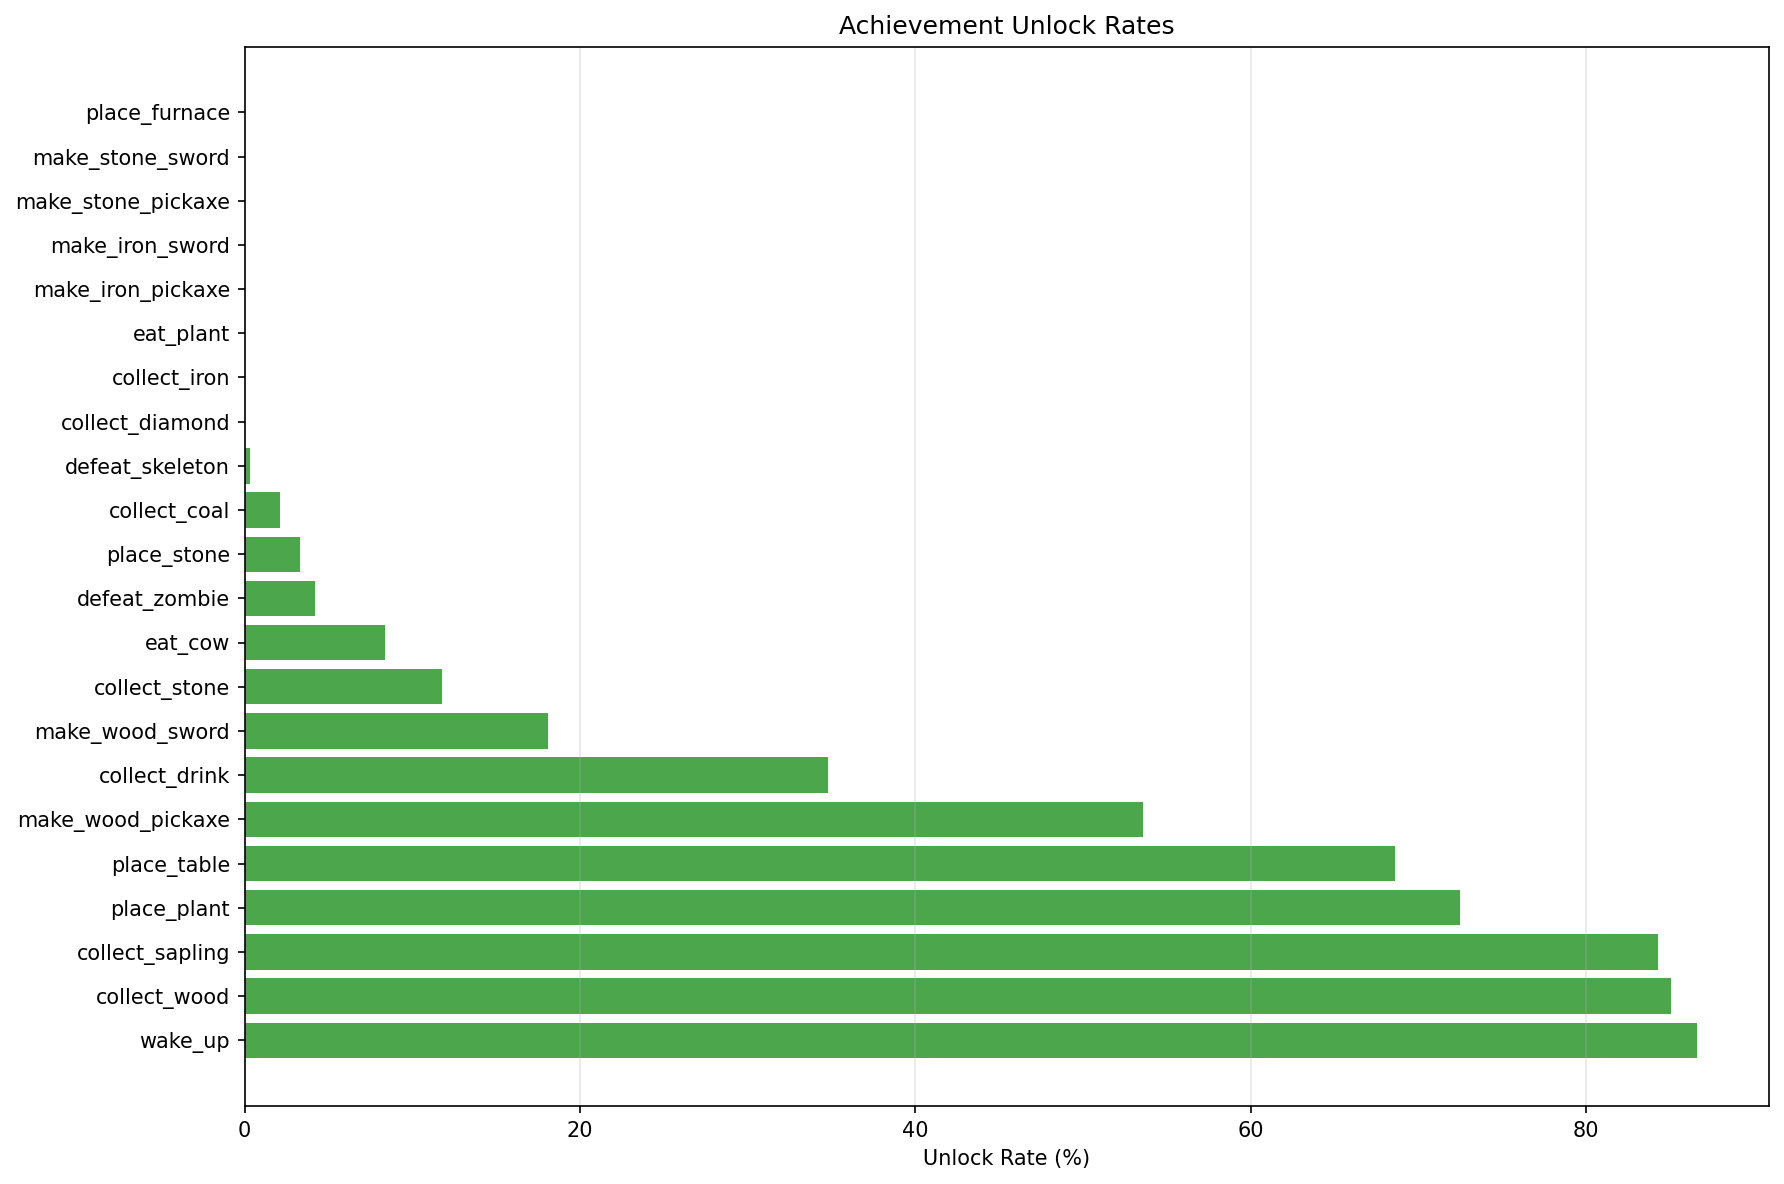 Achievement Unlock Rates
place_furnace
make_stone_sword
make_stone_pickaxe
make_iron_sword
make_iron_pickaxe
eat_plant
collect_iron
collect_diamond
defeat_skeleton
collect_coal
place_stone
defeat_zombie
eat_cow
collect_stone
make_wood_sword
collect_drink
make_wood_pickaxe
place_table
place_plant
collect_sapling
collect_wood
wake_up
0 20 40 60 80
Unlock Rate (%)